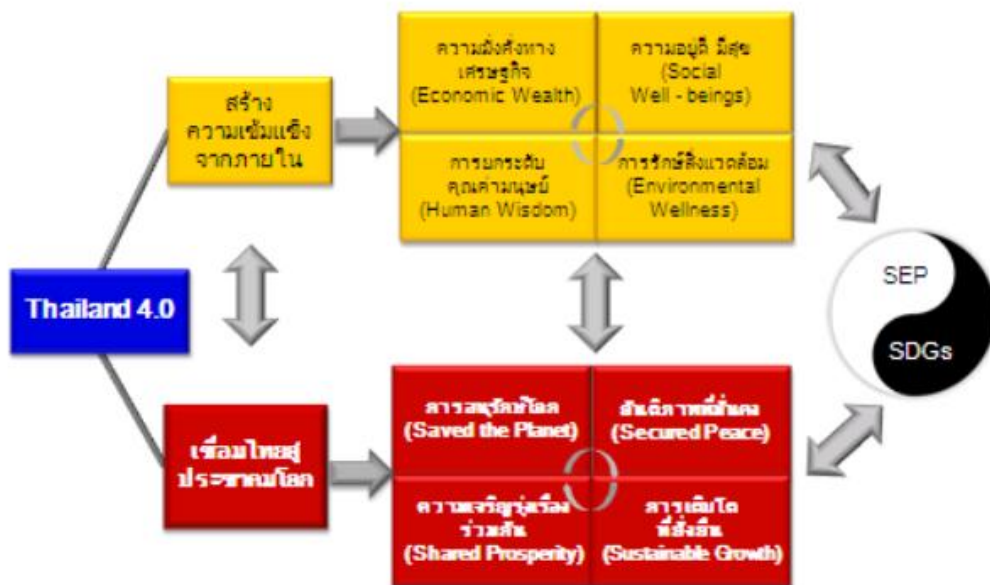 Thailand 4.0
สร้าง
ความเข้มแข็ง
จากภายใน
ความมั่งคั่งทาง
เศรษฐกิจ
(Economic Wealth)
ความอยู่ดี มีสุข
(Social
Well - beings)
การยกระดับ
คุณค่ามนุษย์
(Human Wisdom)
การรักษ์สิ่งแวดล้อม
(Environmental
Wellness)
เชื่อมไทยสู่
ประชาคมโลก
การอนุรักษ์โลก
(Saved the Planet)
สันติภาพที่มั่นคง
(Secured Peace)
ความเจริญรุ่งเรือง
ร่วมกัน
(Shared Prosperity)
การเติบโต
ที่ยั่งยืน
(Sustainable Growth)
SEP
SDGs